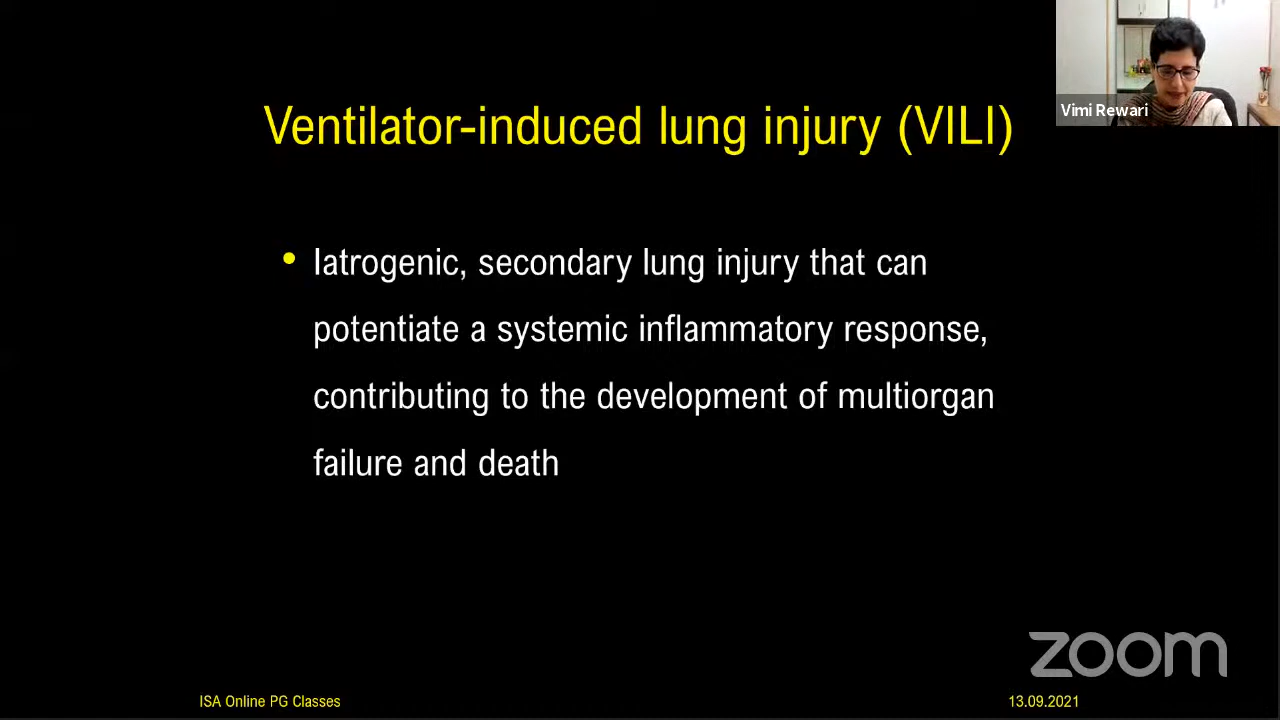 Vimi Rewari
Ventilator-induced lung injury (VILI)
• Iatrogenic, secondary lung injury that can
potentiate a systemic inflammatory response,
contributing to the development of multiorgan
failure and death
zoom
ISA Online PG Classes
13.09.2021